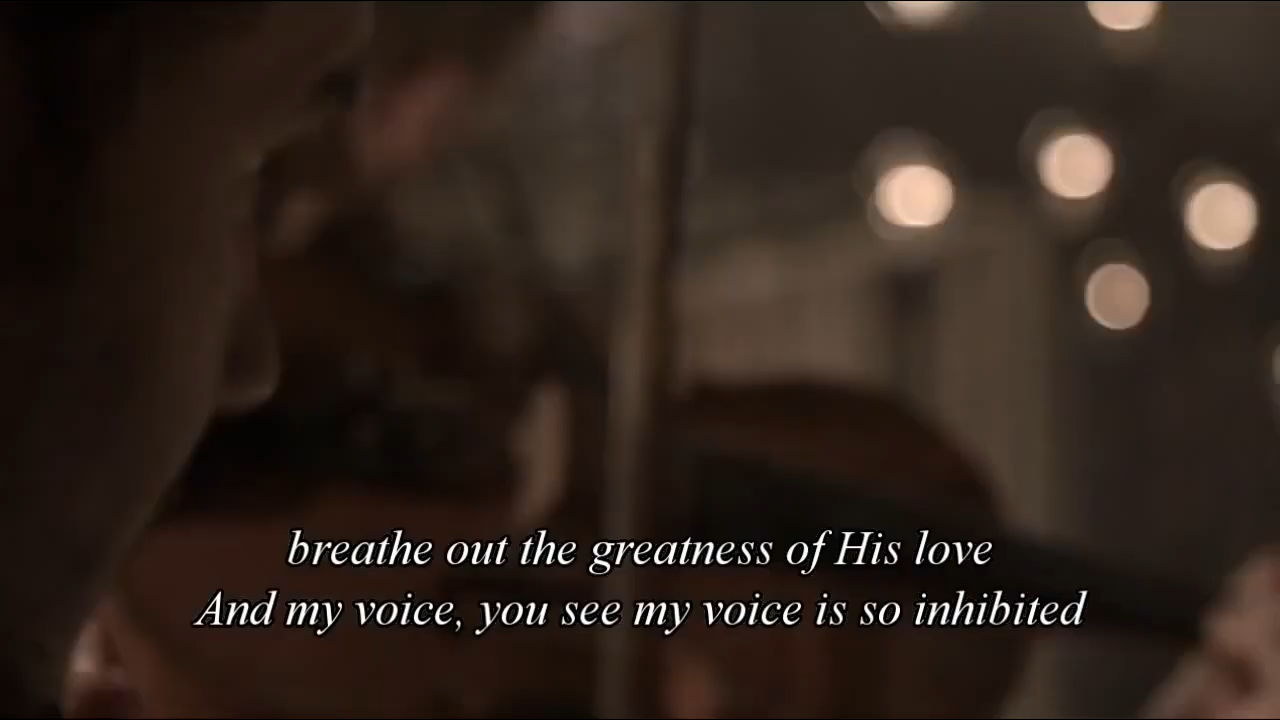 breathe out the greatness of His love
And my voice, you see my voice is so inhibited